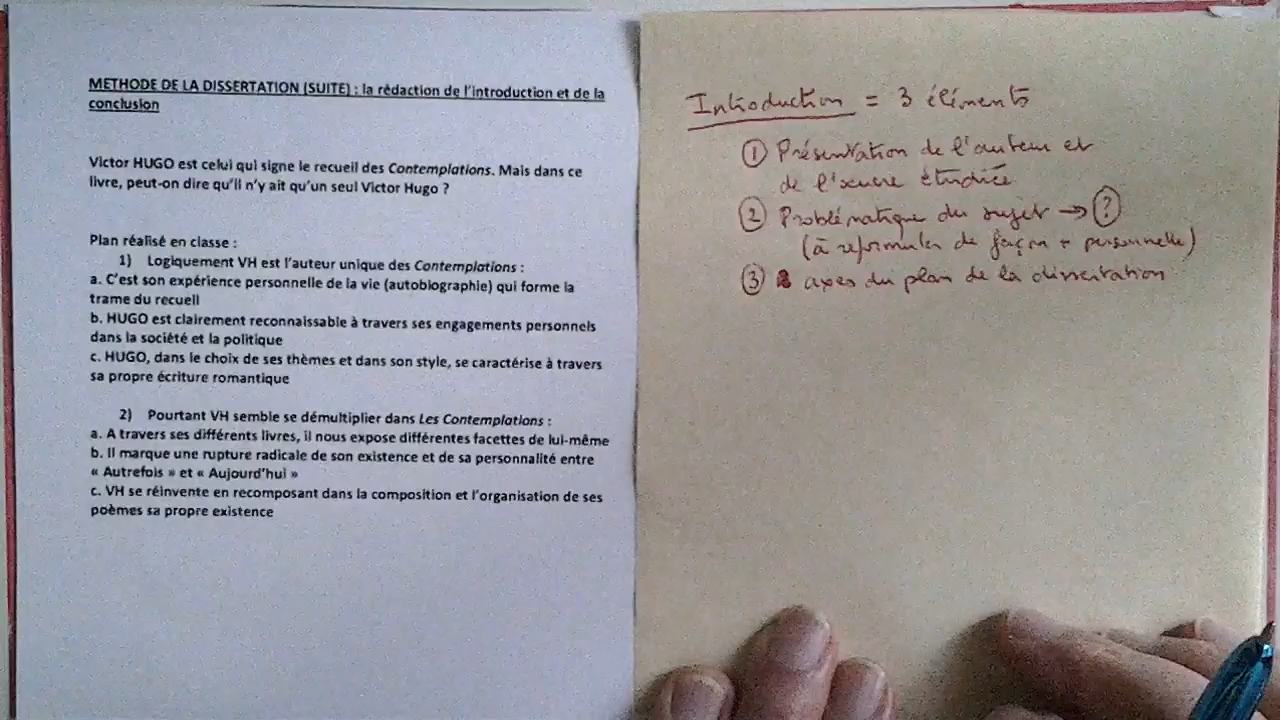 METHODE DE LA DISSERTATION (SUITE) : la rédaction de l'introduction et de la
conclusion
Victor HUGO est celui qui signe le recueil des Contemplations. Mais dans ce
livre, peut-on dire qu'il n'y ait qu'un seul Victor Hugo ?
Plan réalisé en classe :
1) Logiquement VH est l'auteur unique des Contemplations :
a. C'est son expérience personnelle de la vie (autobiographie) qui forme la
trame du recueil
b. HUGO est clairement reconnaissable à travers ses engagements personnels
dans la société et la politique
c. HUGO, dans le choix de ses thèmes et dans son style, se caractérise à travers
sa propre écriture romantique
2) Pourtant VH semble se démultiplier dans Les Contemplations :
a. A travers ses différents livres, il nous expose différentes facettes de lui-même
b. Il marque une rupture radicale de son existence et de sa personnalité entre
« Autrefois » et « Aujourd'hui »
c. VH se réinvente en recomposant dans la composition et l'organisation de ses
poèmes sa propre existence
Introduction = 3 éléments
① Présentation de l'auteur et
de l'œuvre étudiée
② Problématique du sujet → ?
(à reformuler de façon + personnelle)
③ axes du plan de la dissertation